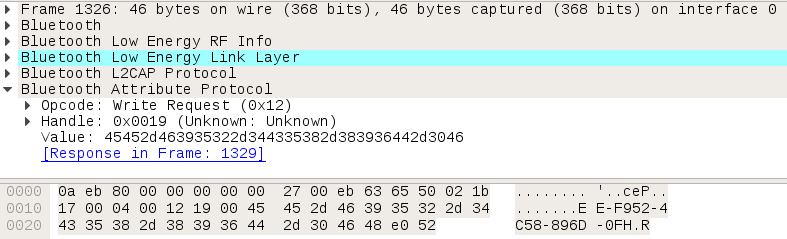 Frame 1326: 46 bytes on wire (368 bits), 46 bytes captured (368 bits) on interface 0
Bluetooth
Bluetooth Low Energy RF Info
Bluetooth Low Energy Link Layer
Bluetooth L2CAP Protocol
Bluetooth Attribute Protocol
Opcode: Write Request (0x12)
Handle: 0x0019 (Unknown: Unknown)
Value: 45452d463935322d344335382d383936442d3046
[Response in Frame: 1329]
0000 0a eb 80 00 00 00 00 00 27 00 eb 63 65 50 02 1b ........ '..ceP..
0010 17 00 04 00 12 19 00 45 45 2d 46 39 35 32 2d 34 .......E E-F952-4
0020 43 35 38 2d 38 39 36 44 2d 30 46 48 e0 52 C58-896D -0FH.R